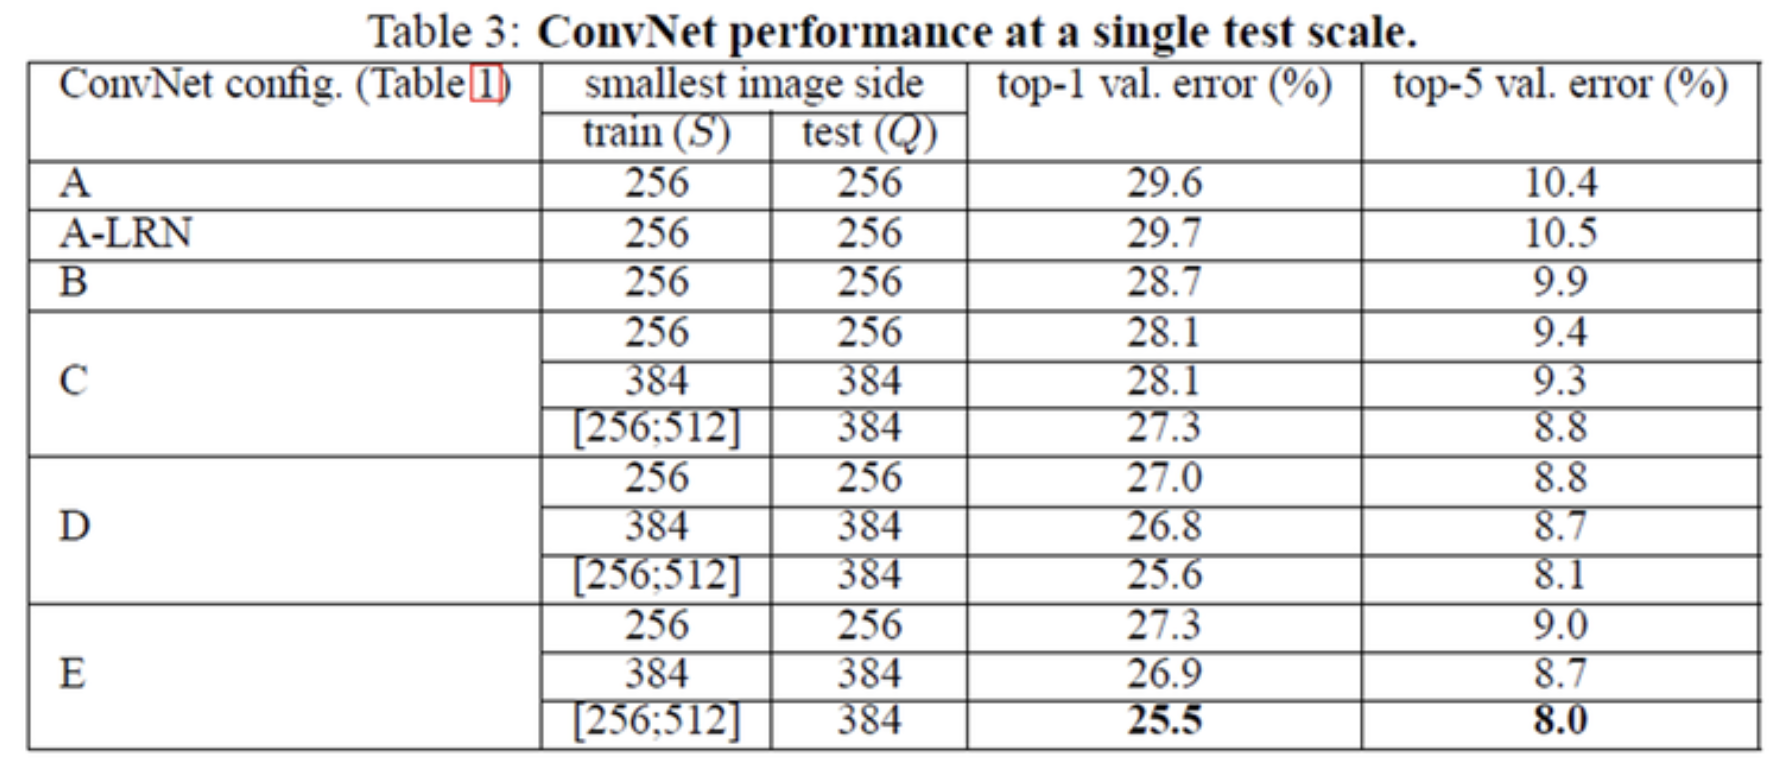 Table 3: ConvNet performance at a single test scale.
ConvNet config. (Table 1) smallest image side top-1 val. error (%) top-5 val. error (%)
train (S) test (Q)
A 256 256 29.6 10.4
A-LRN 256 256 29.7 10.5
B 256 256 28.7 9.9
C 256 256 28.1 9.4
384 384 28.1 9.3
[256;512] 384 27.3 8.8
D 256 256 27.0 8.8
384 384 26.8 8.7
[256;512] 384 25.6 8.1
E 256 256 27.3 9.0
384 384 26.9 8.7
[256;512] 384 25.5 8.0